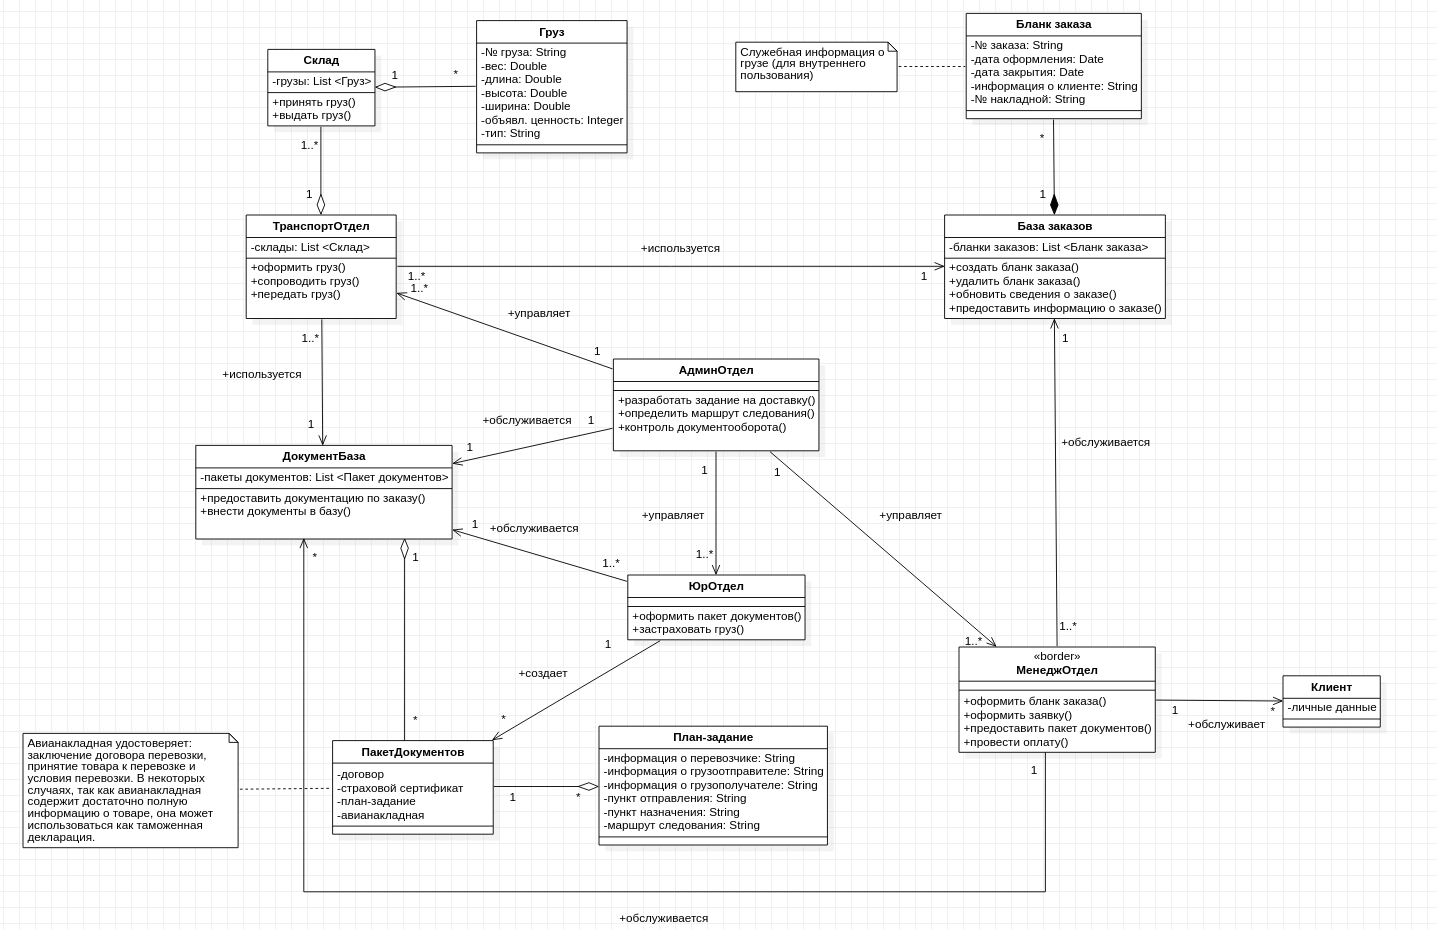 Склад
-грузы: List <Груз>
+принять груз()
+выдать груз()
1
*
Груз
-№ груза: String
-вес: Double
-длина: Double
-высота: Double
-ширина: Double
-объявл. ценность: Integer
-тип: String
Служебная информация о
грузе (для внутреннего
пользования)
Бланк заказа
-№ заказа: String
-дата оформления: Date
-дата закрытия: Date
-информация о клиенте: String
-№ накладной: String
1..*
1
*
1
ТранспортОтдел
-склады: List <Склад>
+оформить груз()
+сопроводить груз()
+передать груз()
+используется
1..*
1
База заказов
-бланки заказов: List <Бланк заказа>
+создать бланк заказа()
+удалить бланк заказа()
+обновить сведения о заказе()
+предоставить информацию о заказе()
1..*
+управляет
1
1..*
+используется
1
1
АдминОтдел
+разработать задание на доставку()
+определить маршрут следования()
+контроль документооборота()
+обслуживается
1
1
+обслуживается
ДокументБаза
-пакеты документов: List <Пакет документов>
+предоставить документацию по заказу()
+внести документы в базу()
1
1
+управляет
+управляет
1
+обслуживается
1..*
1..*
*
1
ЮрОтдел
+оформить пакет документов()
+застраховать груз()
1..*
1..*
1
+создает
*
«border»
МенеджОтдел
+оформить бланк заказа()
+оформить заявку()
+предоставить пакет документов()
+провести оплату()
1
*
+обслуживает
Клиент
-личные данные
1
*
Авианакладная удостоверяет:
заключение договора перевозки,
принятие товара к перевозке и
условия перевозки. В некоторых
случаях, так как авианакладная
содержит достаточно полную
информацию о товаре, она может
использоваться как таможенная
декларация.
ПакетДокументов
-договор
-страховой сертификат
-план-задание
-авианакладная
1
*
План-задание
-информация о перевозчике: String
-информация о грузоотправителе: String
-информация о грузополучателе: String
-пункт отправления: String
-пункт назначения: String
-маршрут следования: String
+обслуживается